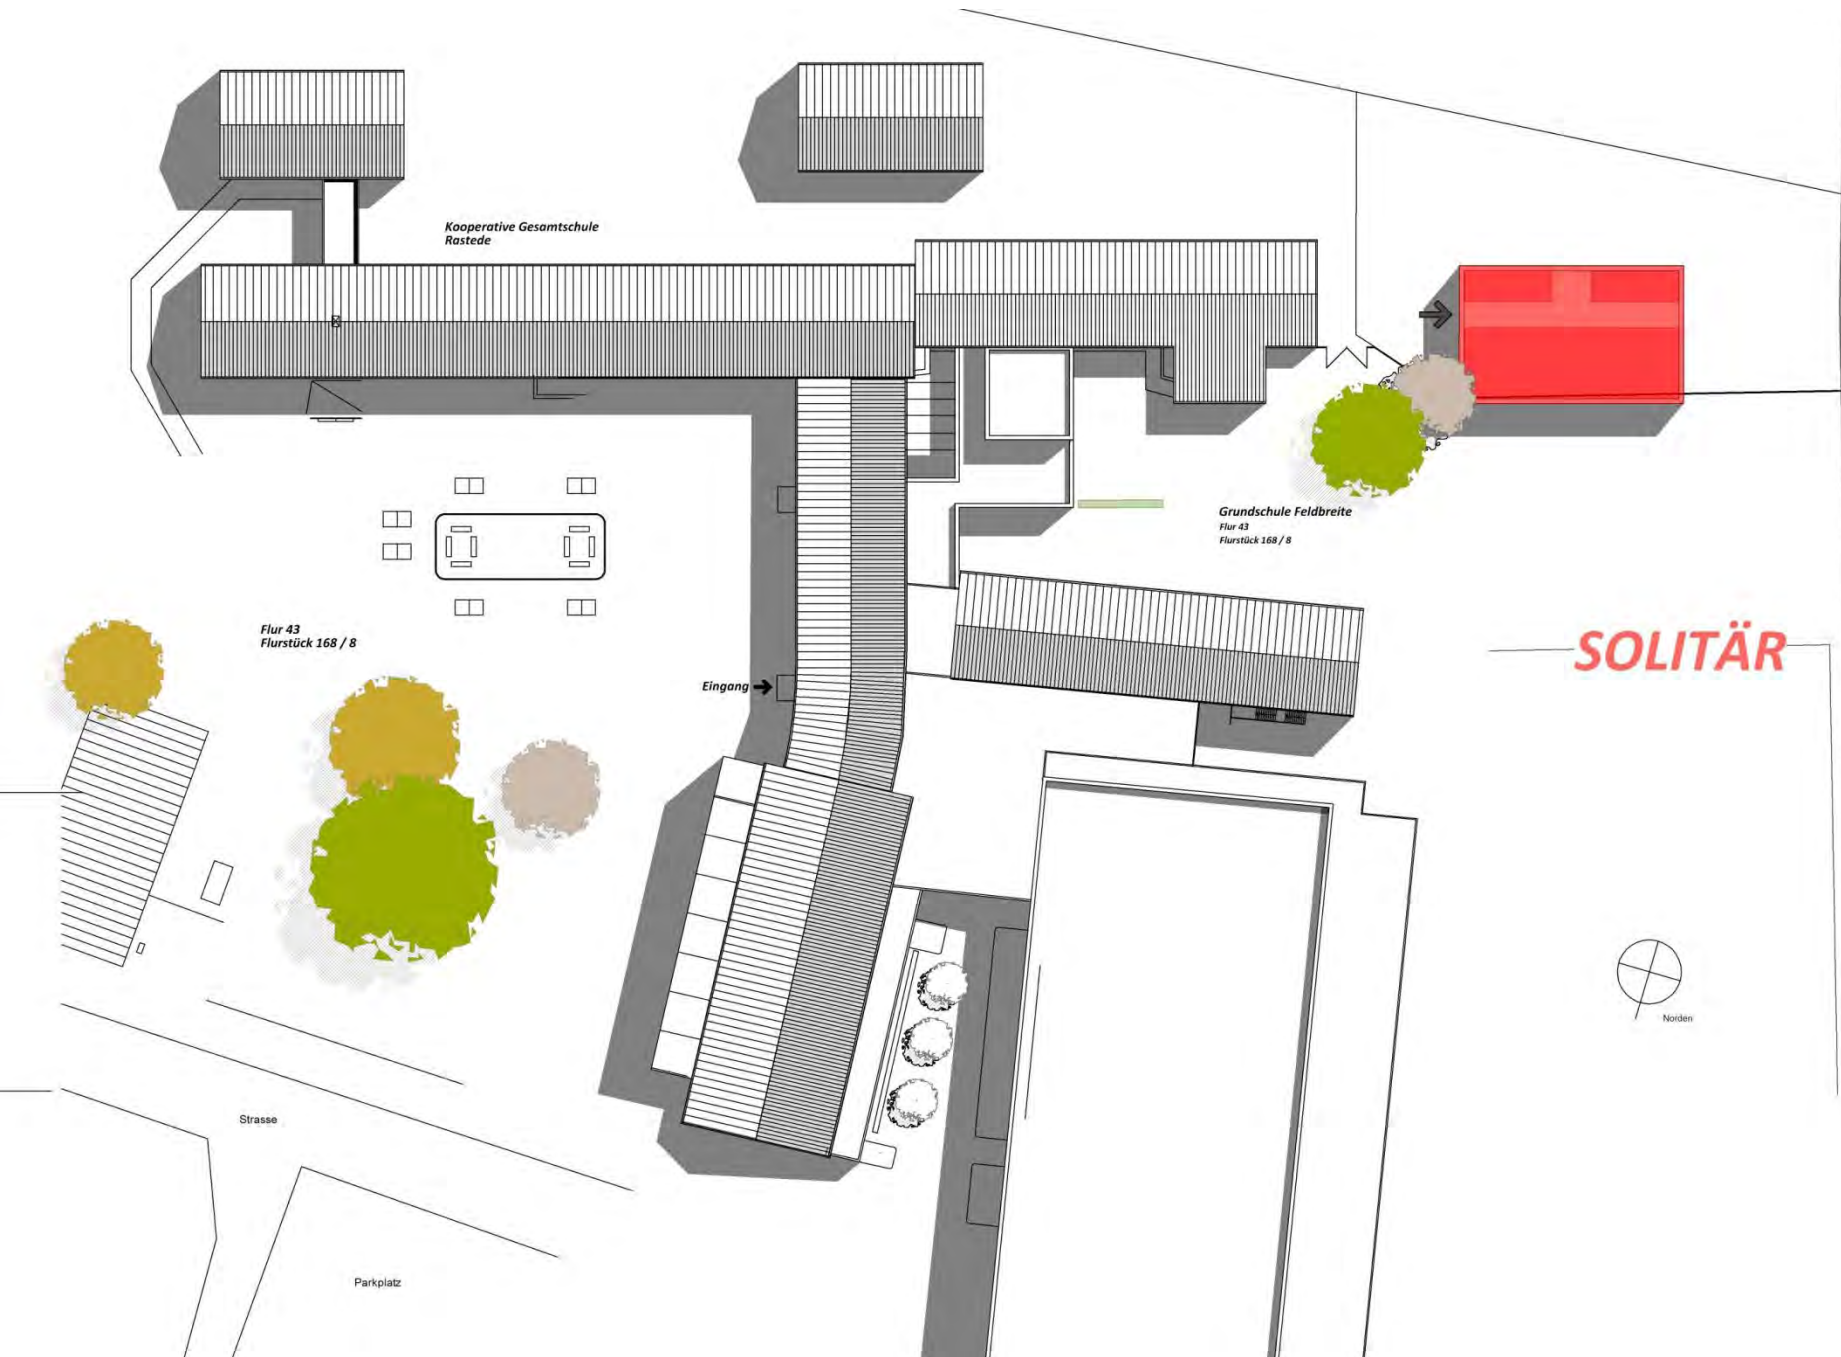 Kooperative Gesamtschule
Rastede
Grundschule Feldbreite
Flur 43
Flurstück 168 / 8
Flur 43
Flurstück 168 / 8
SOLITÄR
Eingang
Norden
Strasse
Parkplatz